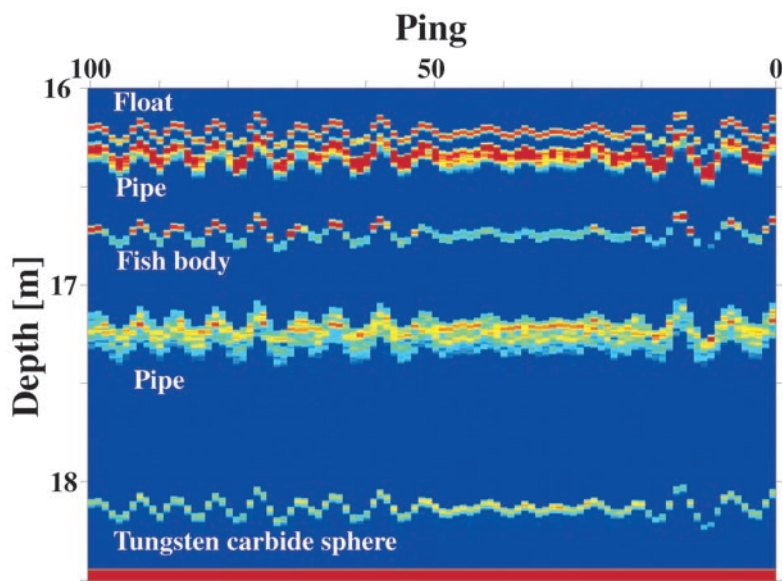 Ping
100 50 0
16
Float
Pipe
Fish body
17
Depth [m]
Pipe
18
Tungsten carbide sphere